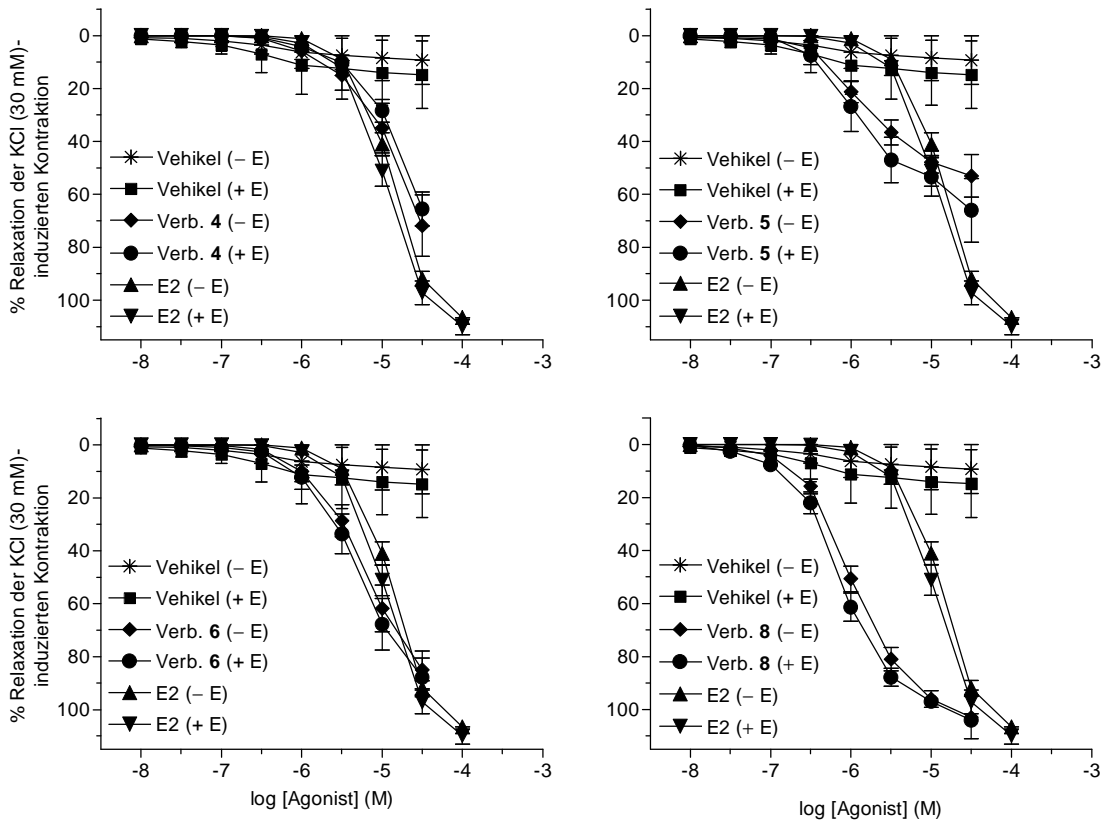 0
20
40
60
80
100
% Relaxation der KCl (30 mM)-
induzierten Kontraktion
Vehikel (− E)
Vehikel (+ E)
Verb. 4 (− E)
Verb. 4 (+ E)
E2 (− E)
E2 (+ E)
-8 -7 -6 -5 -4 -3
0
20
40
60
80
100
Vehikel (− E)
Vehikel (+ E)
Verb. 5 (− E)
Verb. 5 (+ E)
E2 (− E)
E2 (+ E)
-8 -7 -6 -5 -4 -3
0
20
40
60
80
100
% Relaxation der KCl (30 mM)-
induzierten Kontraktion
Vehikel (− E)
Vehikel (+ E)
Verb. 6 (− E)
Verb. 6 (+ E)
E2 (− E)
E2 (+ E)
-8 -7 -6 -5 -4 -3
log [Agonist] (M)
0
20
40
60
80
100
Vehikel (− E)
Vehikel (+ E)
Verb. 8 (− E)
Verb. 8 (+ E)
E2 (− E)
E2 (+ E)
-8 -7 -6 -5 -4 -3
log [Agonist] (M)